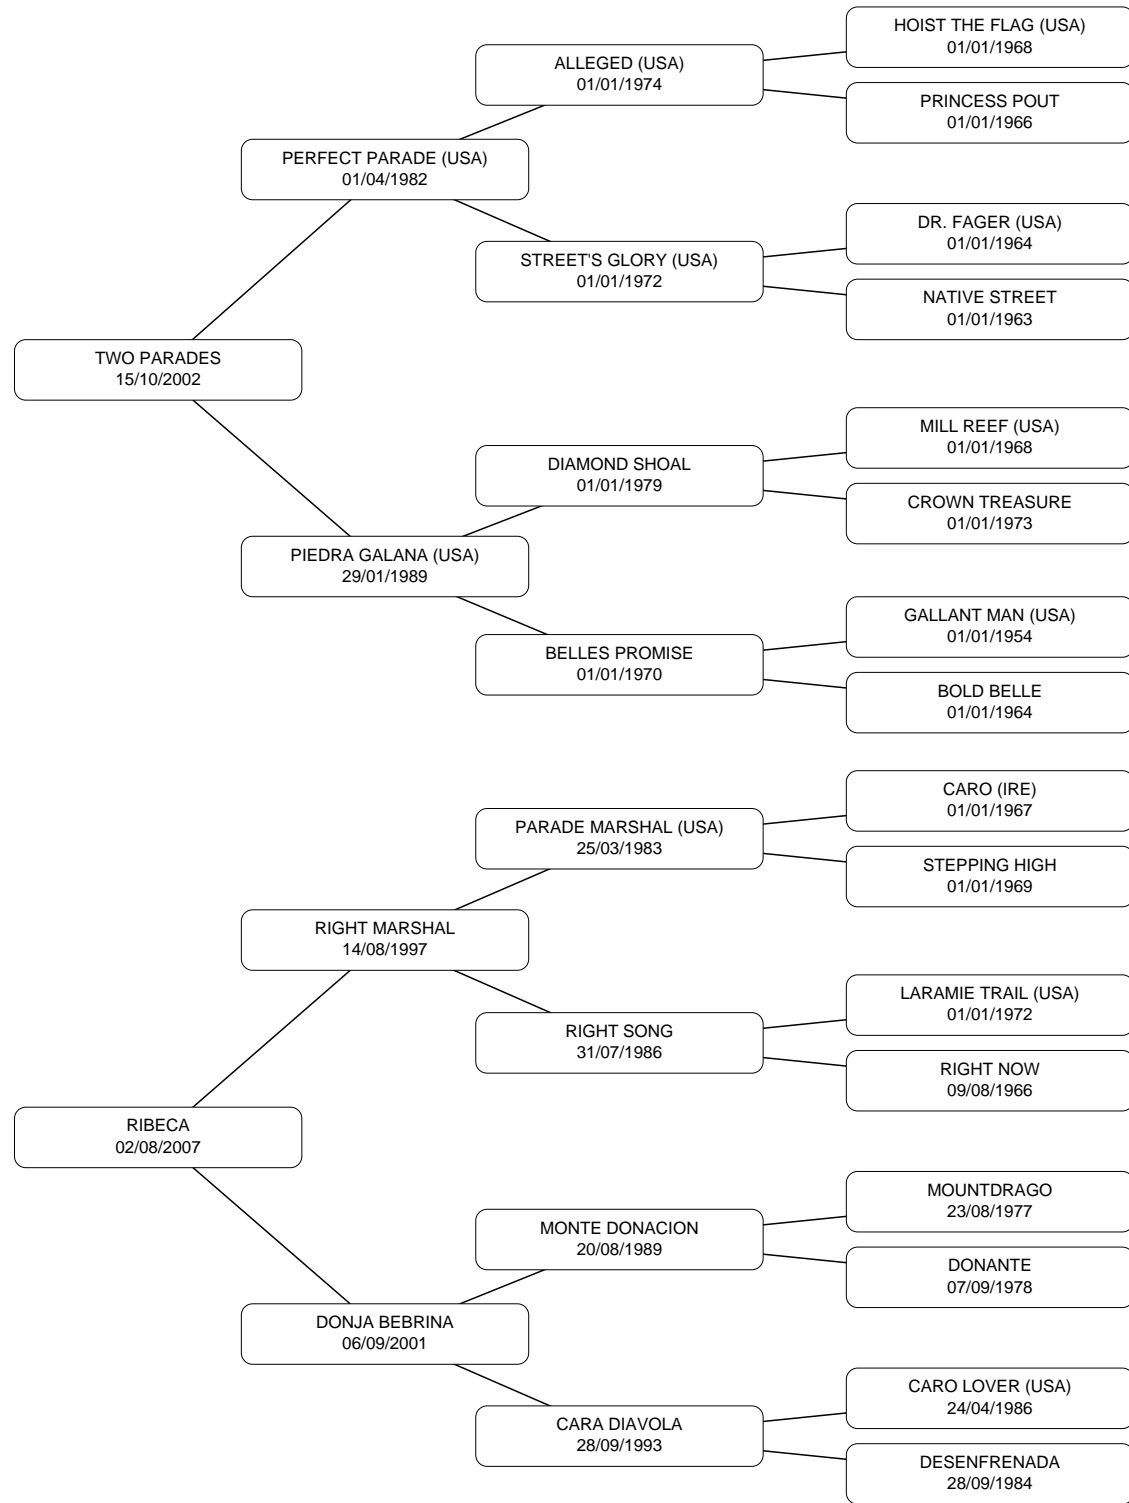 HOIST THE FLAG (USA)
01/01/1968
ALLEGED (USA)
01/01/1974
PRINCESS POUT
01/01/1966
PERFECT PARADE (USA)
01/04/1982
DR. FAGER (USA)
01/01/1964
STREET'S GLORY (USA)
01/01/1972
NATIVE STREET
01/01/1963
TWO PARADES
15/10/2002
MILL REEF (USA)
01/01/1968
DIAMOND SHOAL
01/01/1979
CROWN TREASURE
01/01/1973
PIEDRA GALANA (USA)
29/01/1989
GALLANT MAN (USA)
01/01/1954
BELLES PROMISE
01/01/1970
BOLD BELLE
01/01/1964
CARO (IRE)
01/01/1967
PARADE MARSHAL (USA)
25/03/1983
STEPPING HIGH
01/01/1969
RIGHT MARSHAL
14/08/1997
LARAMIE TRAIL (USA)
01/01/1972
RIGHT SONG
31/07/1986
RIGHT NOW
09/08/1966
RIBECA
02/08/2007
MOUNTDRAGO
23/08/1977
MONTE DONACION
20/08/1989
DONANTE
07/09/1978
DONJA BEBRINA
06/09/2001
CARO LOVER (USA)
24/04/1986
CARA DIAVOLA
28/09/1993
DESENFRENADA
28/09/1984